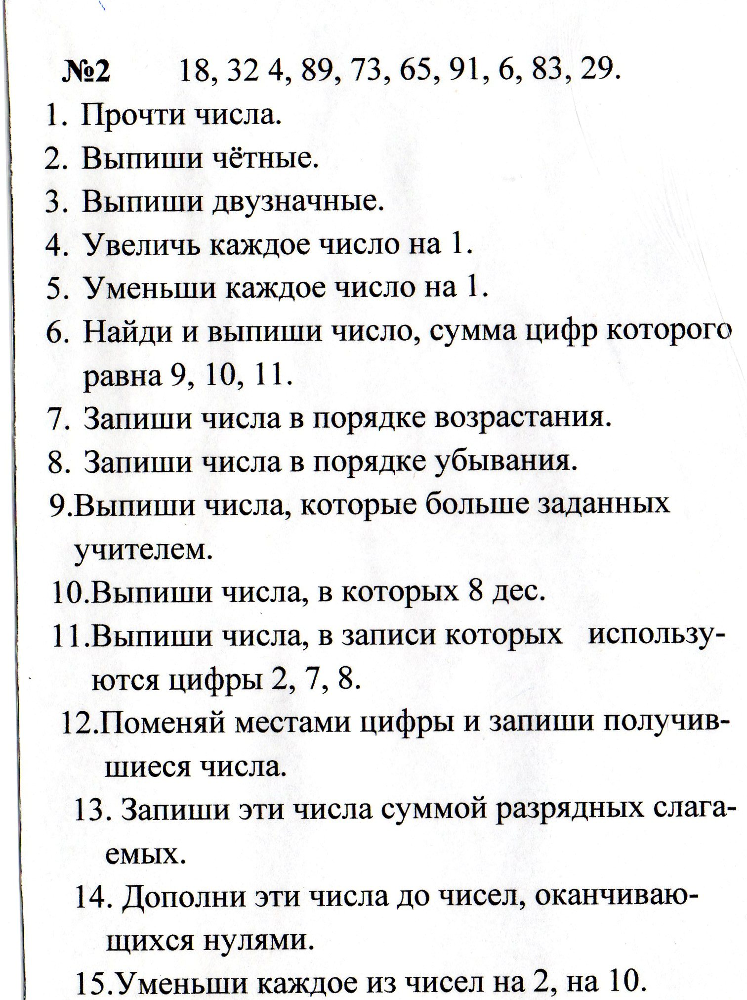 №2 18, 32 4, 89, 73, 65, 91, 6, 83, 29.
1. Прочти числа.
2. Выпиши чётные.
3. Выпиши двузначные.
4. Увеличь каждое число на 1.
5. Уменьши каждое число на 1.
6. Найди и выпиши число, сумма цифр которого
равна 9, 10, 11.
7. Запиши числа в порядке возрастания.
8. Запиши числа в порядке убывания.
9.Выпиши числа, которые больше заданных
учителем.
10.Выпиши числа, в которых 8 дес.
11.Выпиши числа, в записи которых использу-
ются цифры 2, 7, 8.
12.Поменяй местами цифры и запиши получив-
шиеся числа.
13. Запиши эти числа суммой разрядных слага-
емых.
14. Дополни эти числа до чисел, оканчиваю-
щихся нулями.
15.Уменьши каждое из чисел на 2, на 10.